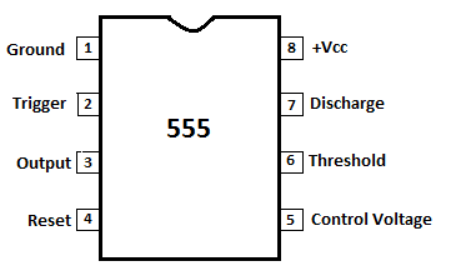 Ground 1 8 +Vcc
Trigger 2 7 Discharge
555
Output 3 6 Threshold
Reset 4 5 Control Voltage